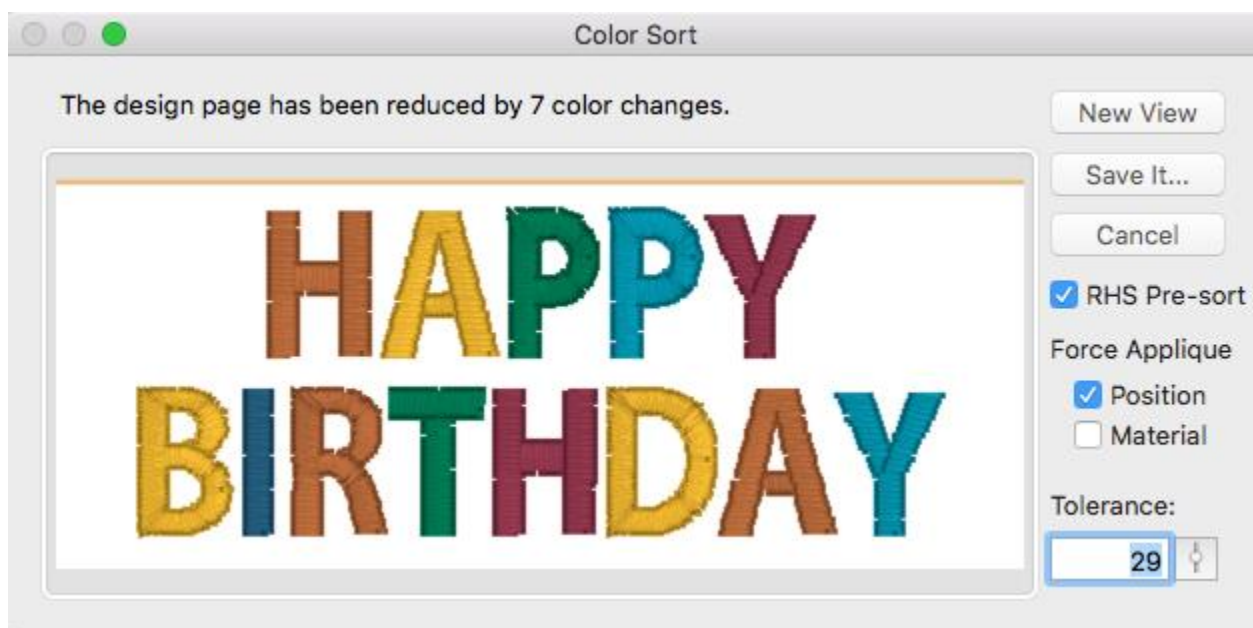 Color Sort
The design page has been reduced by 7 color changes.
New View
Save It...
Cancel
RHS Pre-sort
Force Applique
Position
Material
Tolerance:
29
HAPPY
BIRTHDAY